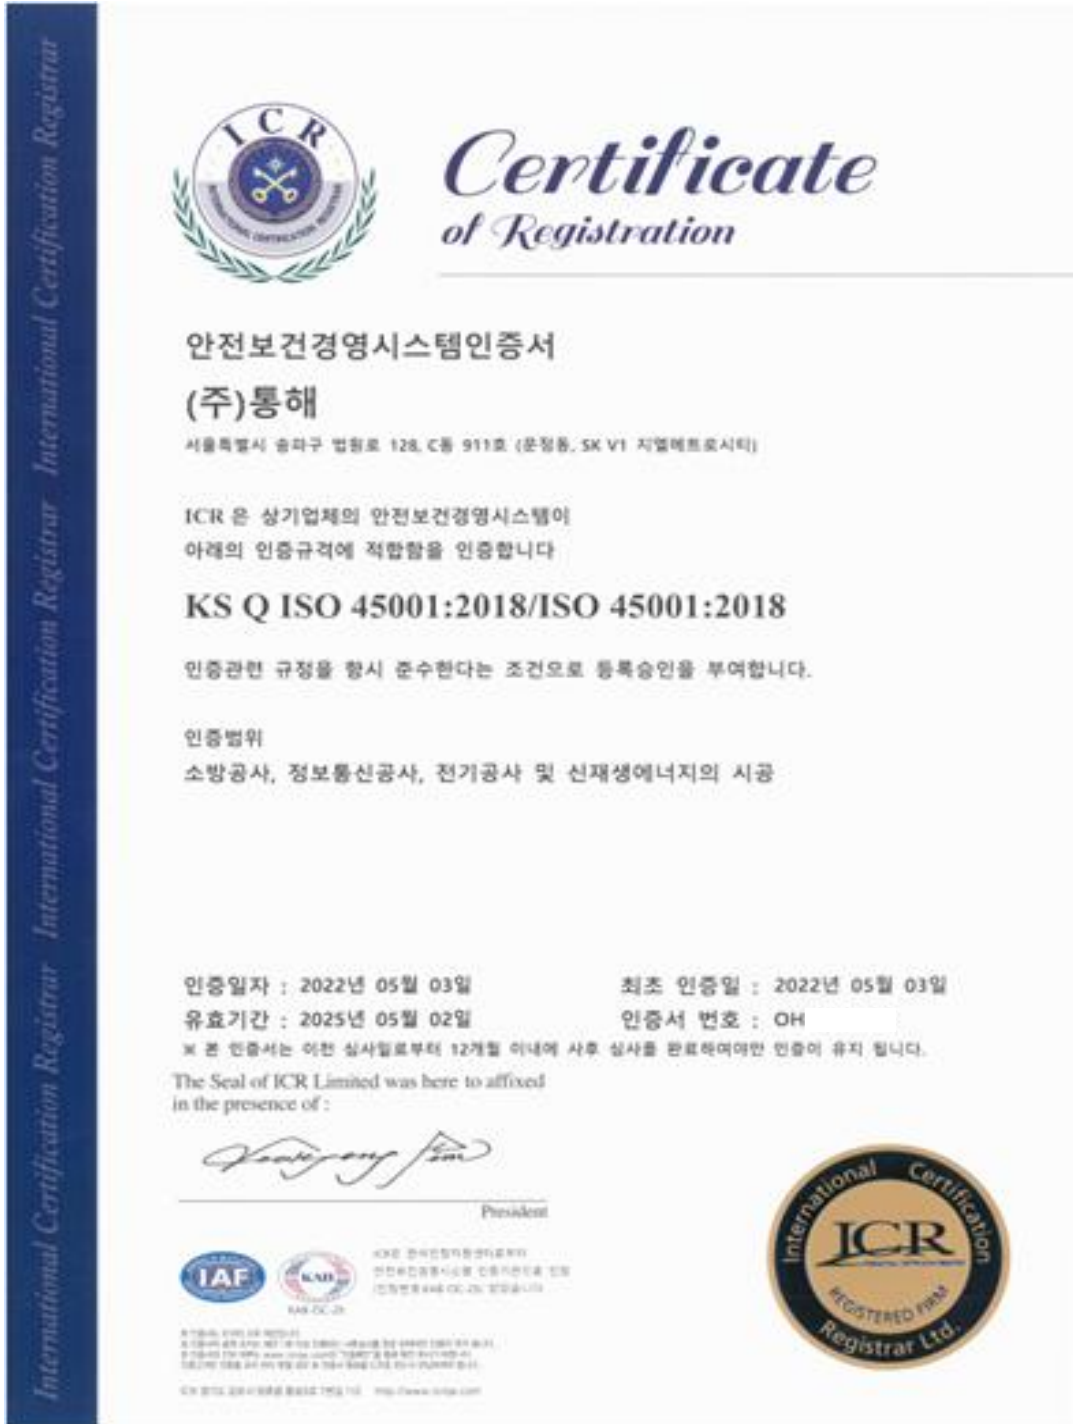 International Certification Registrar International Certification Registrar International Certification Registrar
ICR
INTERNATIONAL CERTIFICATION REGISTRAR
Certificate
of Registration
안전보건경영시스템인증서
(주)통해
서울특별시 송파구 법원로 128, C동 911호 (문정동, SK V1 지엘메트로시티)
ICR 은 상기업체의 안전보건경영시스템이
아래의 인증규격에 적합함을 인증합니다
KS Q ISO 45001:2018/ISO 45001:2018
인증관련 규정을 항시 준수한다는 조건으로 등록승인을 부여합니다.
인증범위
소방공사, 정보통신공사, 전기공사 및 신재생에너지의 시공
인증일자 : 2022년 05월 03일 최초 인증일 : 2022년 05월 03일
유효기간 : 2025년 05월 02일 인증서 번호 : OH
※ 본 인증서는 이전 심사일로부터 12개월 이내에 사후 심사를 완료하여야만 인증이 유지 됩니다.
The Seal of ICR Limited was here to affixed
in the presence of :
President
IAF
KAB
International Certification
ICR
REGISTERED FIRM
Registrar Ltd.